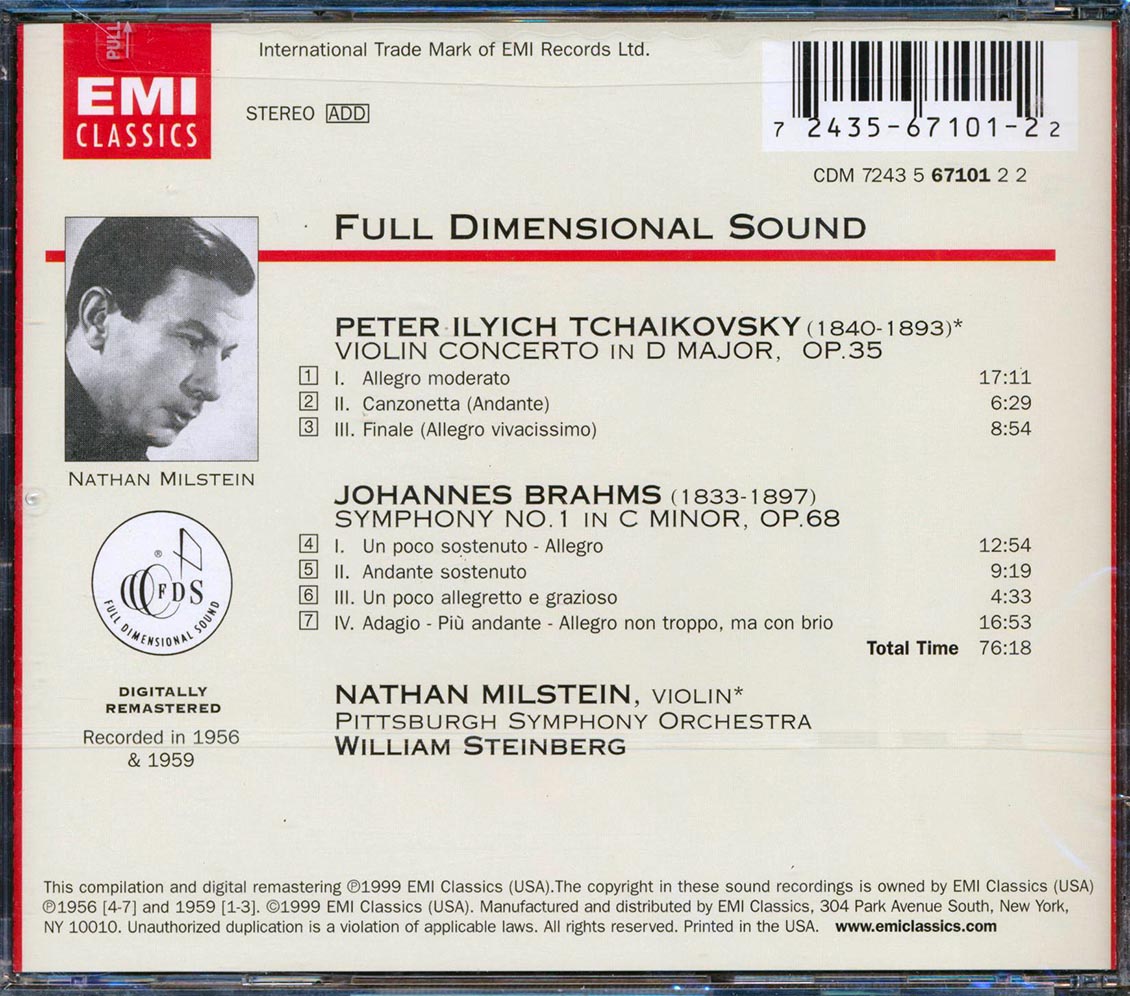 PULL
EMI
CLASSICS
International Trade Mark of EMI Records Ltd.
STEREO ADD
7 2435-67101-2 2
CDM 7243 5 67101 2 2
FULL DIMENSIONAL SOUND
NATHAN MILSTEIN
PETER ILYICH TCHAIKOVSKY (1840-1893)*
VIOLIN CONCERTO IN D MAJOR, OP.35
1 I. Allegro moderato 17:11
2 II. Canzonetta (Andante) 6:29
3 III. Finale (Allegro vivacissimo) 8:54
JOHANNES BRAHMS (1833-1897)
SYMPHONY NO.1 IN C MINOR, OP.68
4 I. Un poco sostenuto - Allegro 12:54
5 II. Andante sostenuto 9:19
6 III. Un poco allegretto e grazioso 4:33
7 IV. Adagio - Più andante - Allegro non troppo, ma con brio 16:53
Total Time 76:18
® FDS
FULL DIMENSIONAL SOUND
DIGITALLY
REMASTERED
Recorded in 1956
& 1959
NATHAN MILSTEIN, VIOLIN*
PITTSBURGH SYMPHONY ORCHESTRA
WILLIAM STEINBERG
This compilation and digital remastering ℗1999 EMI Classics (USA).The copyright in these sound recordings is owned by EMI Classics (USA)
℗1956 [4-7] and 1959 [1-3]. ©1999 EMI Classics (USA). Manufactured and distributed by EMI Classics, 304 Park Avenue South, New York,
NY 10010. Unauthorized duplication is a violation of applicable laws. All rights reserved. Printed in the USA. www.emiclassics.com